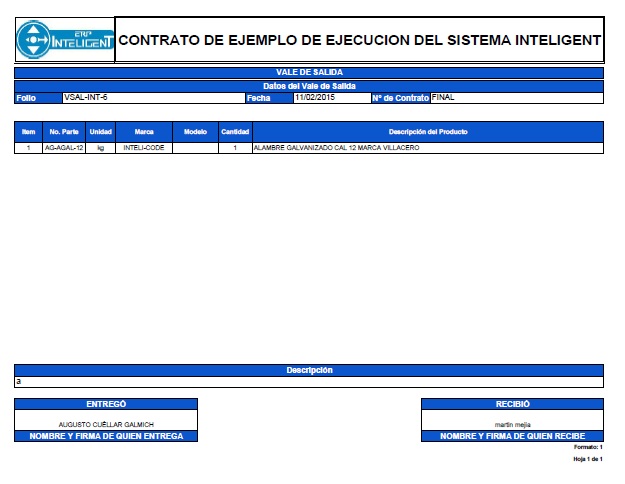 ERP
INTELIGENT
CONTRATO DE EJEMPLO DE EJECUCION DEL SISTEMA INTELIGENT
VALE DE SALIDA
Datos del Vale de Salida
Folio VSAL-INT-6 Fecha 11/02/2015 Nº de Contrato FINAL
Item No. Parte Unidad Marca Modelo Cantidad Descripción del Producto
1 AG-AGAL-12 kg INTELI-CODE 1 ALAMBRE GALVANIZADO CAL 12 MARCA VILLACERO
Descripción
a
ENTREGÓ RECIBIÓ
AUGUSTO CUÉLLAR GALMICH martin mejia
NOMBRE Y FIRMA DE QUIEN ENTREGA NOMBRE Y FIRMA DE QUIEN RECIBE
Formato: 1
Hoja 1 de 1